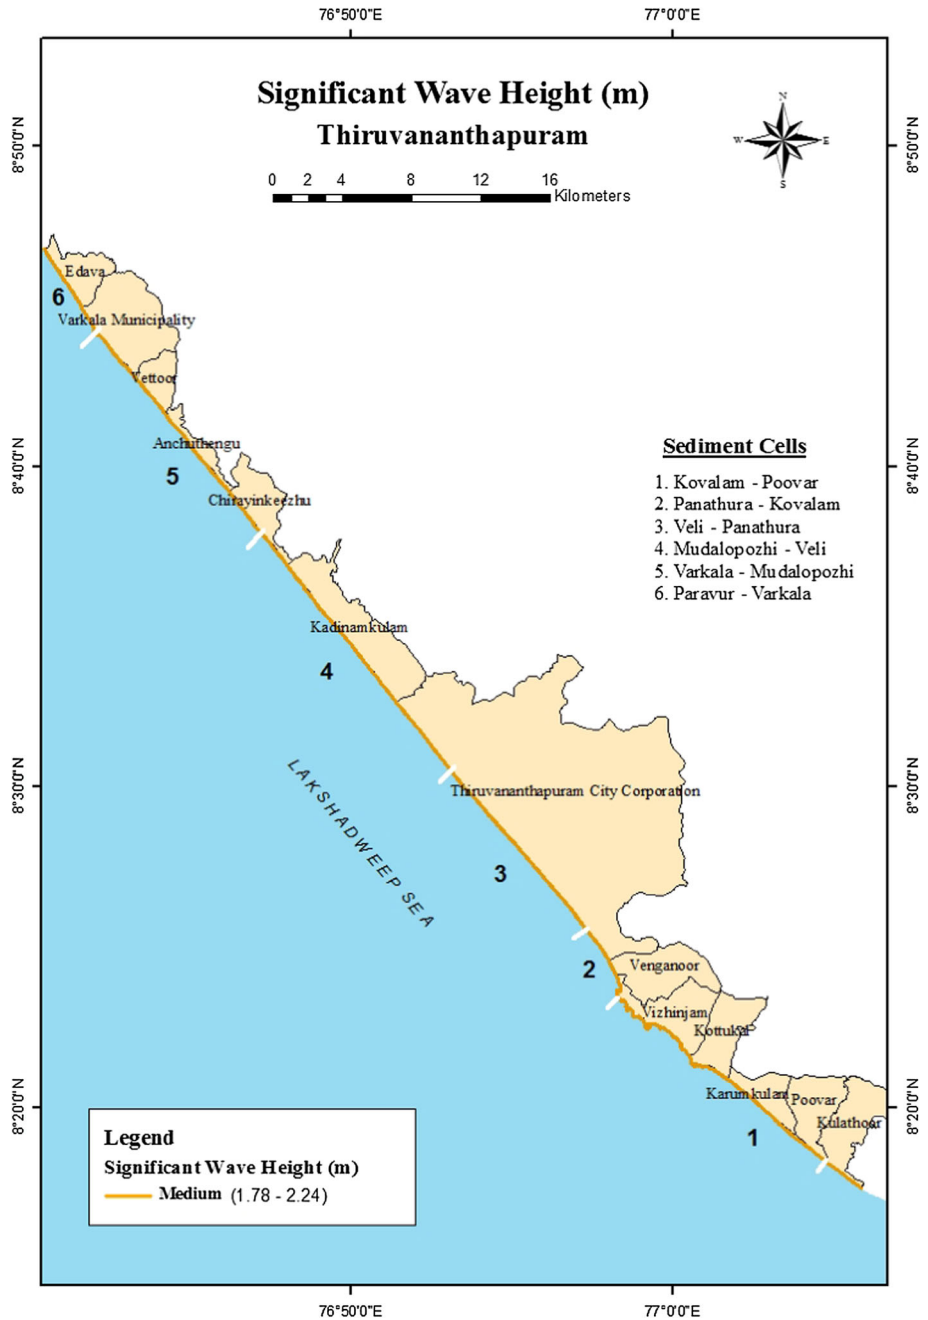 76°50'0"E 77°0'0"E
Significant Wave Height (m)
Thiruvananthapuram
N
W E
S
0 2 4 8 12 16
Kilometers
8°50'0"N 8°50'0"N
Edava
6
Varkala Municipality
Vettoor
Anchuthengu
5
Chirayinkeezhu
8°40'0"N 8°40'0"N
Sediment Cells
1. Kovalam - Poovar
2. Panathura - Kovalam
3. Veli - Panathura
4. Mudalopozhi - Veli
5. Varkala - Mudalopozhi
6. Paravur - Varkala
Kadinamkulam
4
8°30'0"N 8°30'0"N
Thiruvananthapuram City Corporation
LAKSHADWEEP SEA
3
2
Venganoor
Vizhinjam
Kottukal
8°20'0"N 8°20'0"N
Karumkulam
Poovar
Kulathoor
1
Legend
Significant Wave Height (m)
Medium (1.78 - 2.24)
76°50'0"E 77°0'0"E